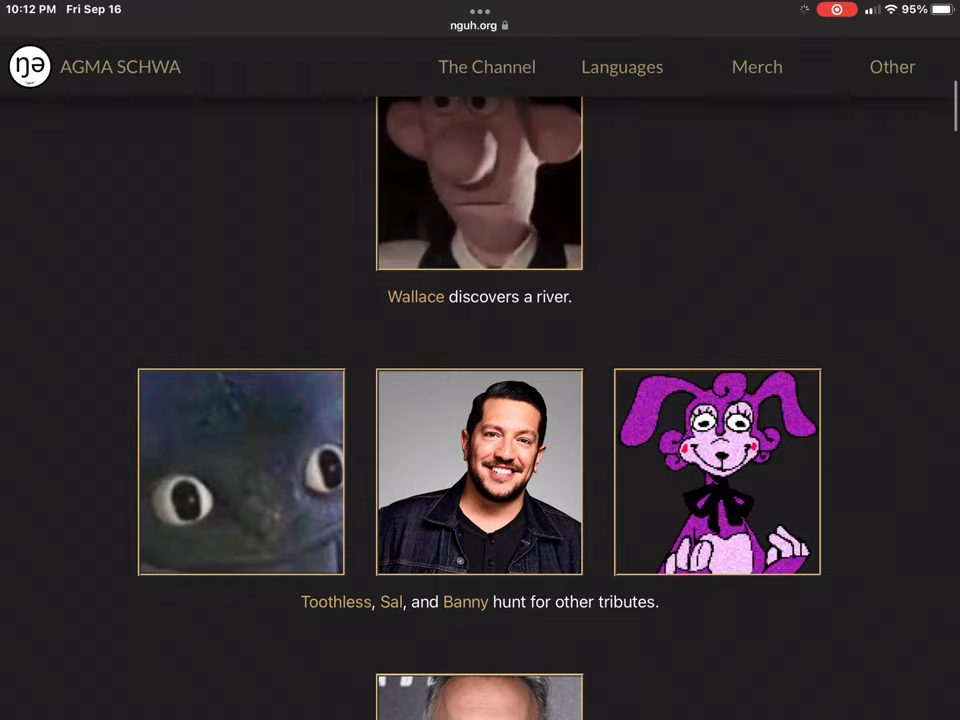 10:12 PM Fri Sep 16
95%
nguh.org
ŋə
AGMA SCHWA
The Channel
Languages
Merch
Other
Wallace discovers a river.
Toothless, Sal, and Banny hunt for other tributes.